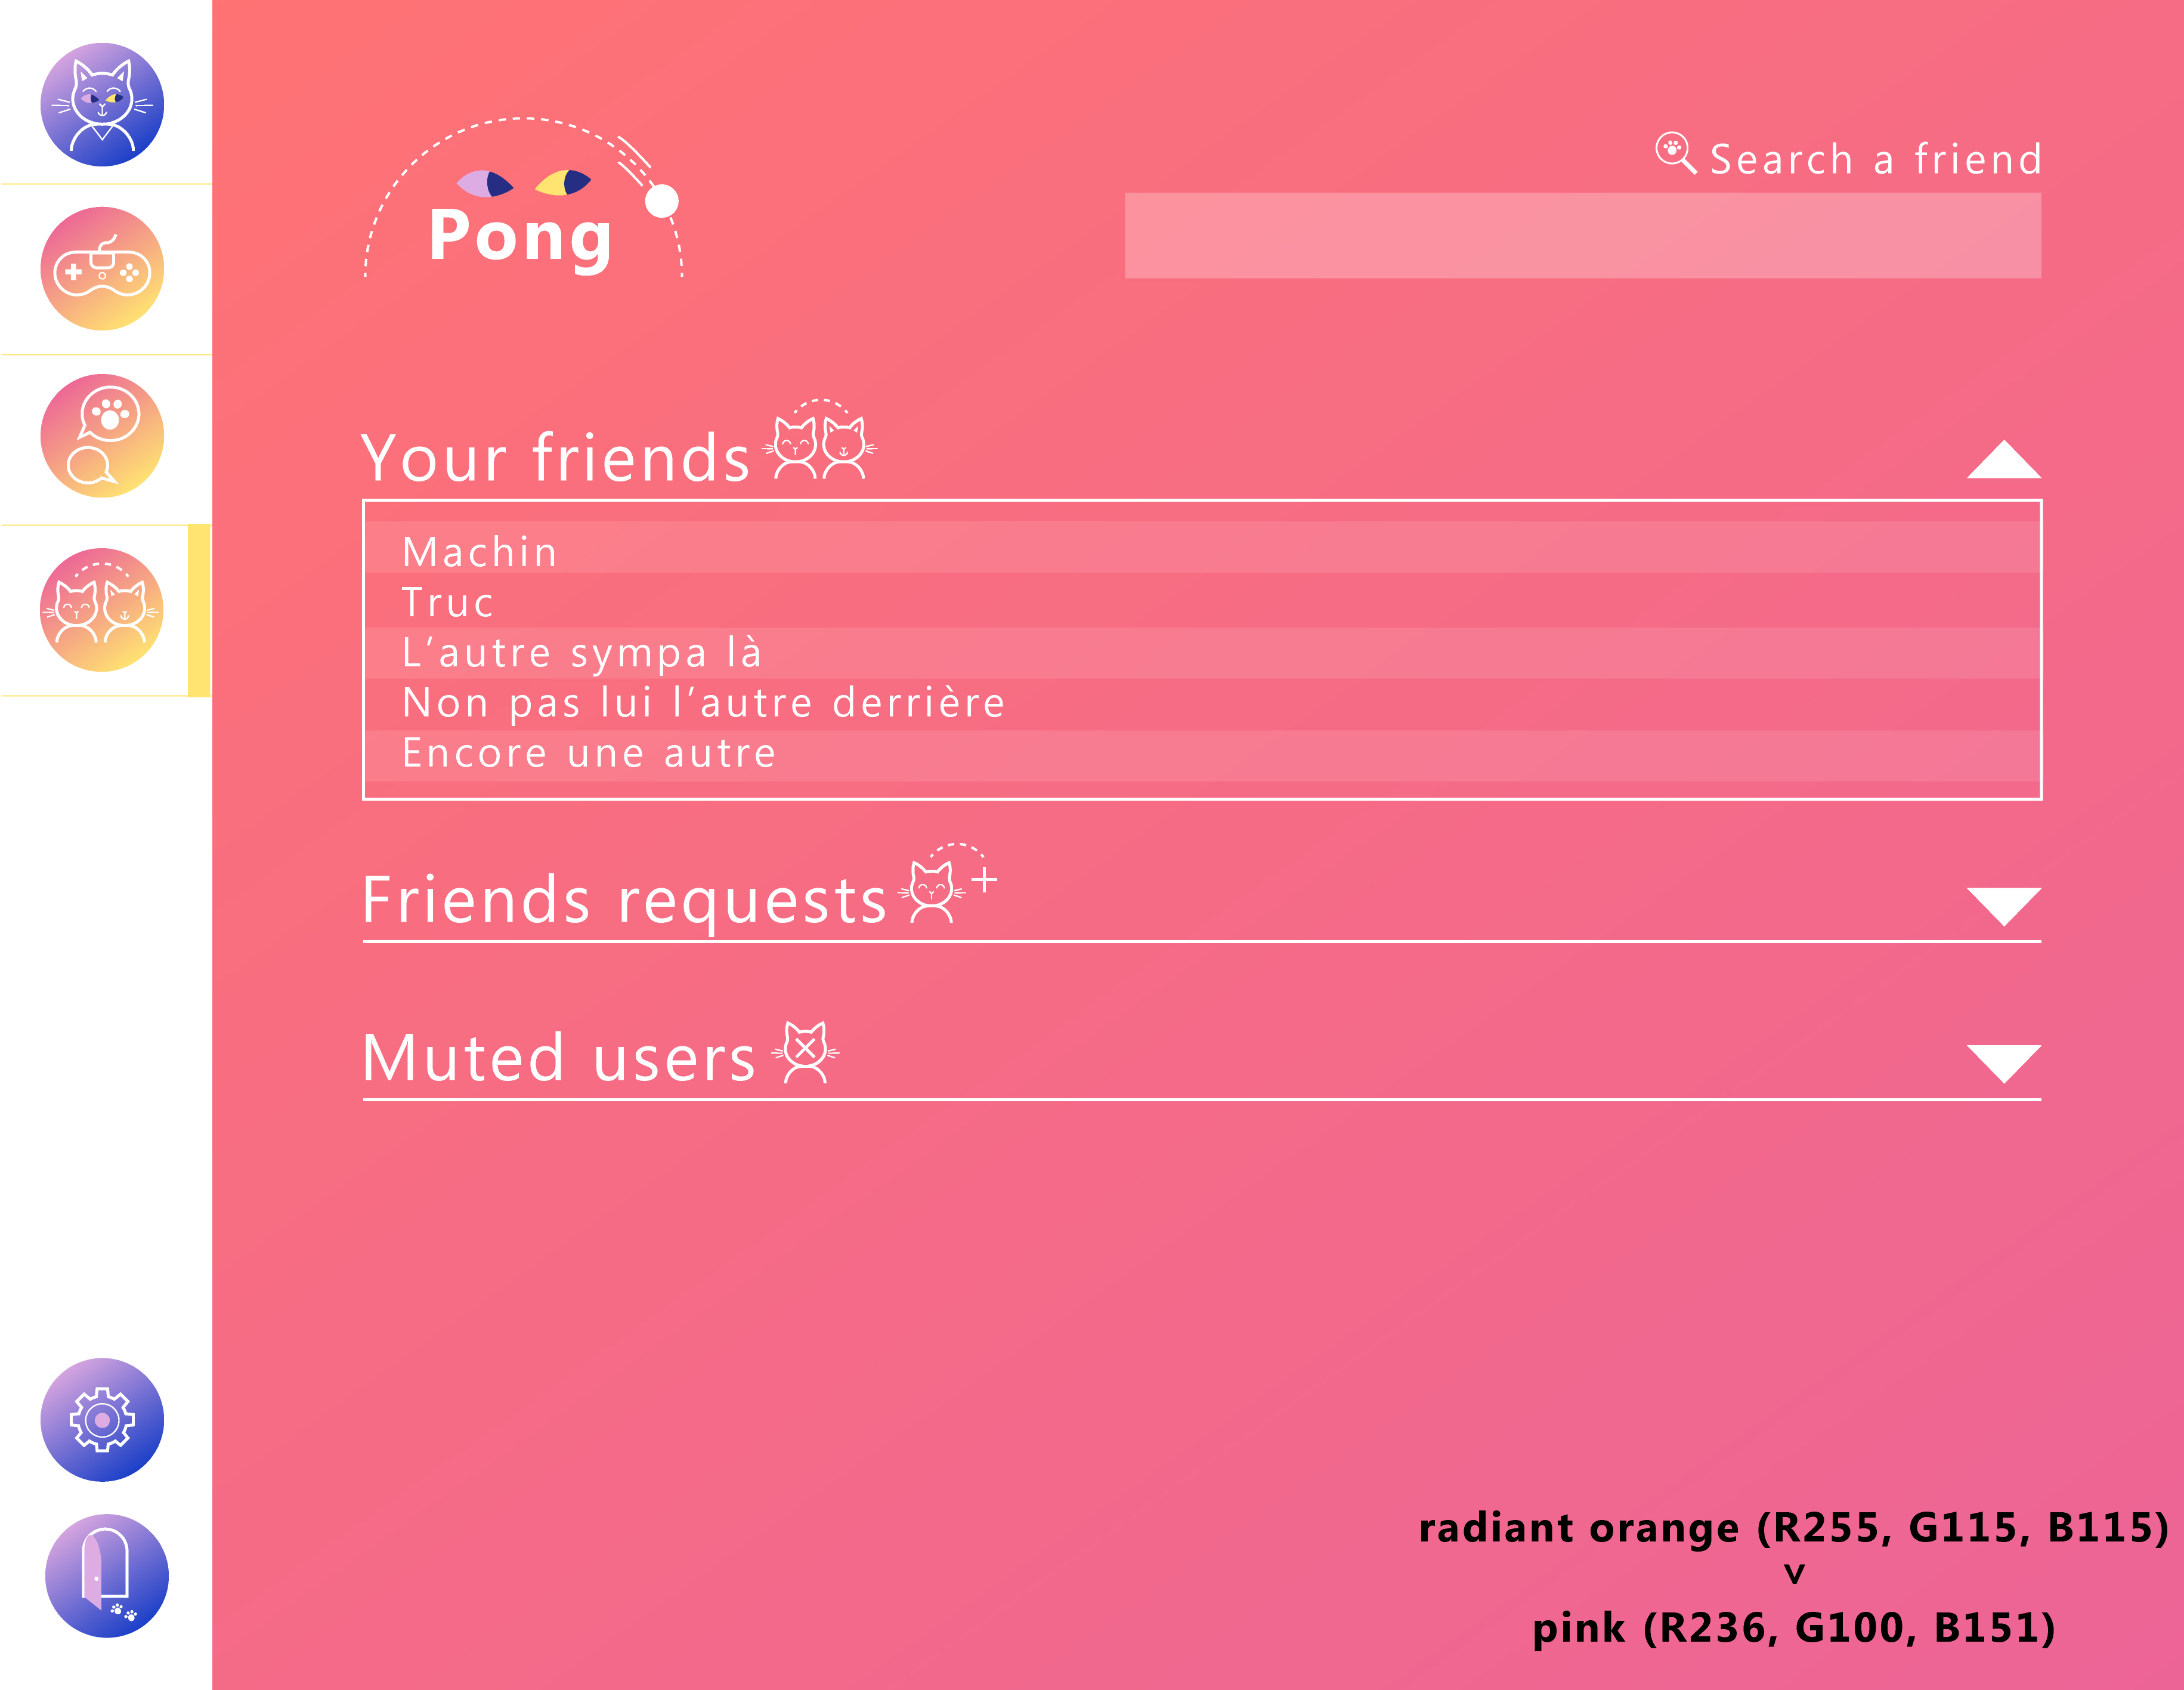 Pong
Search a friend
Your friends
Machin
Truc
L’autre sympa là
Non pas lui l’autre derrière
Encore une autre
Friends requests
Muted users
radiant orange (R255, G115, B115)
>
pink (R236, G100, B151)